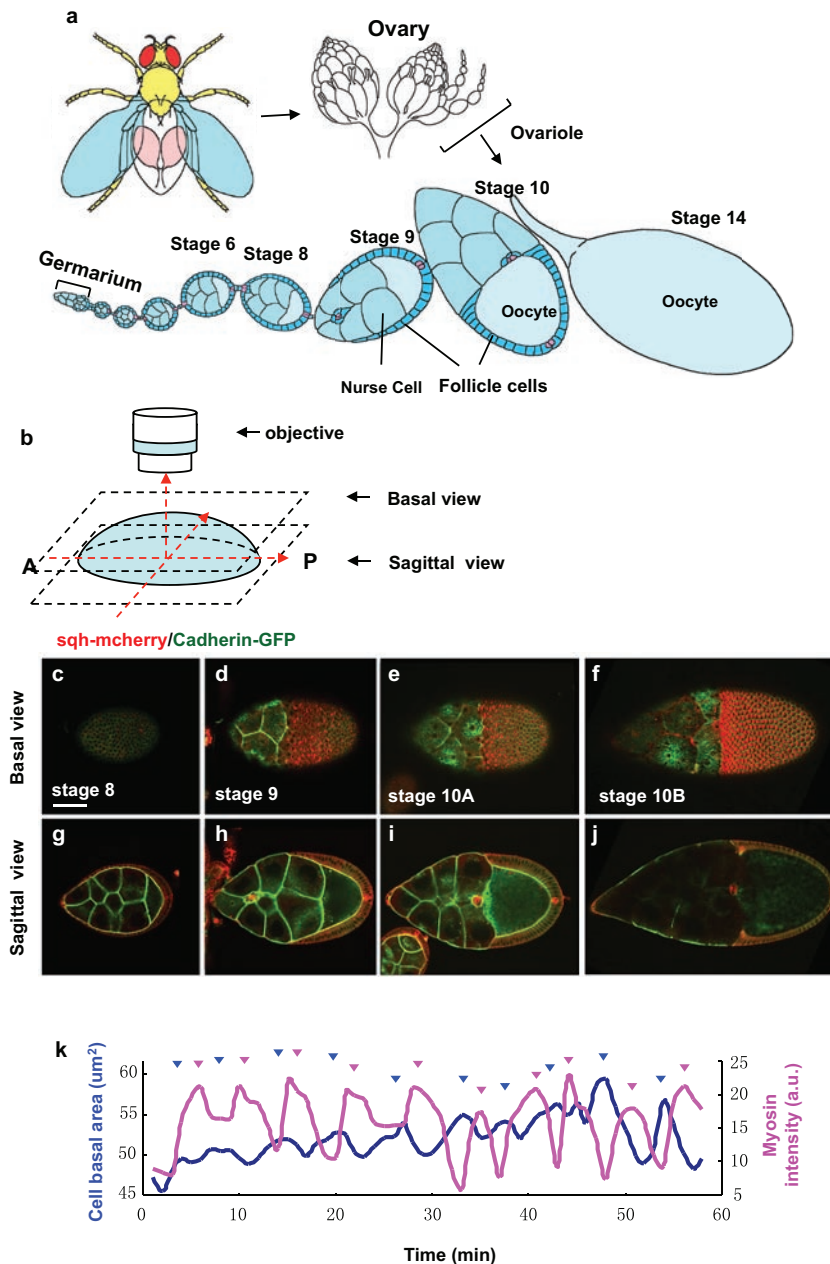 a
Ovary
Ovariole
Stage 10
Stage 14
Stage 9
Stage 6
Stage 8
Germarium
Oocyte
Oocyte
Nurse Cell
Follicle cells
b
objective
Basal view
A
P
Sagittal view
sqh-mcherry/Cadherin-GFP
Basal view
c
d
e
f
stage 8
stage 9
stage 10A
stage 10B
Sagittal view
g
h
i
j
k
Cell basal area (um²)
60
55
50
45
25
20
15
10
5
Myosin
intensity (a.u.)
0
10
20
30
40
50
60
Time (min)